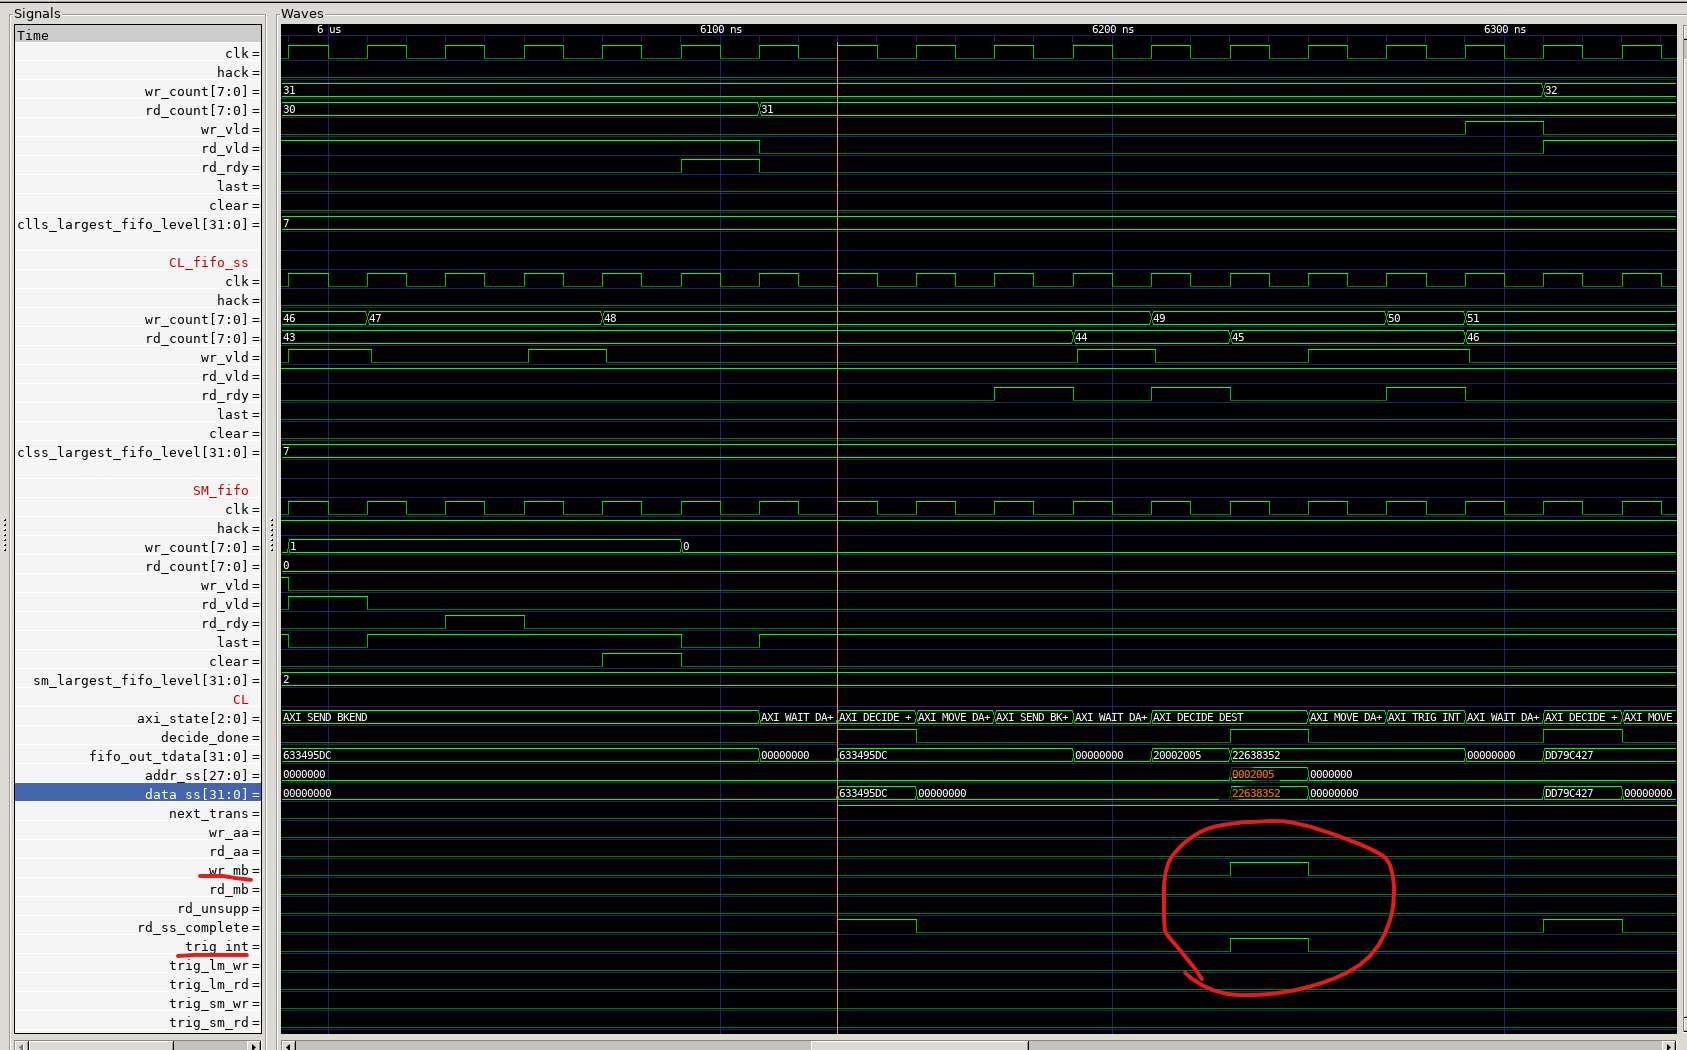 Signals
Waves
Time
6 us 6100 ns 6200 ns 6300 ns
clk =
hack =
wr_count[7:0] = 31 32
rd_count[7:0] = 30 31
wr_vld =
rd_vld =
rd_rdy =
last =
clear =
clls_largest_fifo_level[31:0] = 7
CL_fifo_ss
clk =
hack =
wr_count[7:0] = 46 47 48 49 50 51
rd_count[7:0] = 43 44 45 46
wr_vld =
rd_vld =
rd_rdy =
last =
clear =
clss_largest_fifo_level[31:0] = 7
SM_fifo
clk =
hack =
wr_count[7:0] = 1 0
rd_count[7:0] = 0
wr_vld =
rd_vld =
rd_rdy =
last =
clear =
sm_largest_fifo_level[31:0] = 2
CL
axi_state[2:0] = AXI SEND BKEND AXI WAIT DA+ AXI DECIDE + AXI MOVE DA+ AXI SEND BK+ AXI WAIT DA+ AXI DECIDE DEST AXI MOVE DA+ AXI TRIG INT AXI WAIT DA+ AXI DECIDE + AXI MOVE
decide_done =
fifo_out_tdata[31:0] = 633495DC 00000000 633495DC 00000000 20002005 22638352 00000000 DD79C427
addr_ss[27:0] = 0000000 0002005 0000000
data_ss[31:0] = 00000000 633495DC 00000000 22638352 00000000 DD79C427 00000000
next_trans =
wr_aa =
rd_aa =
wr_mb =
rd_mb =
rd_unsupp =
rd_ss_complete =
trig_int =
trig_lm_wr =
trig_lm_rd =
trig_sm_wr =
trig_sm_rd =